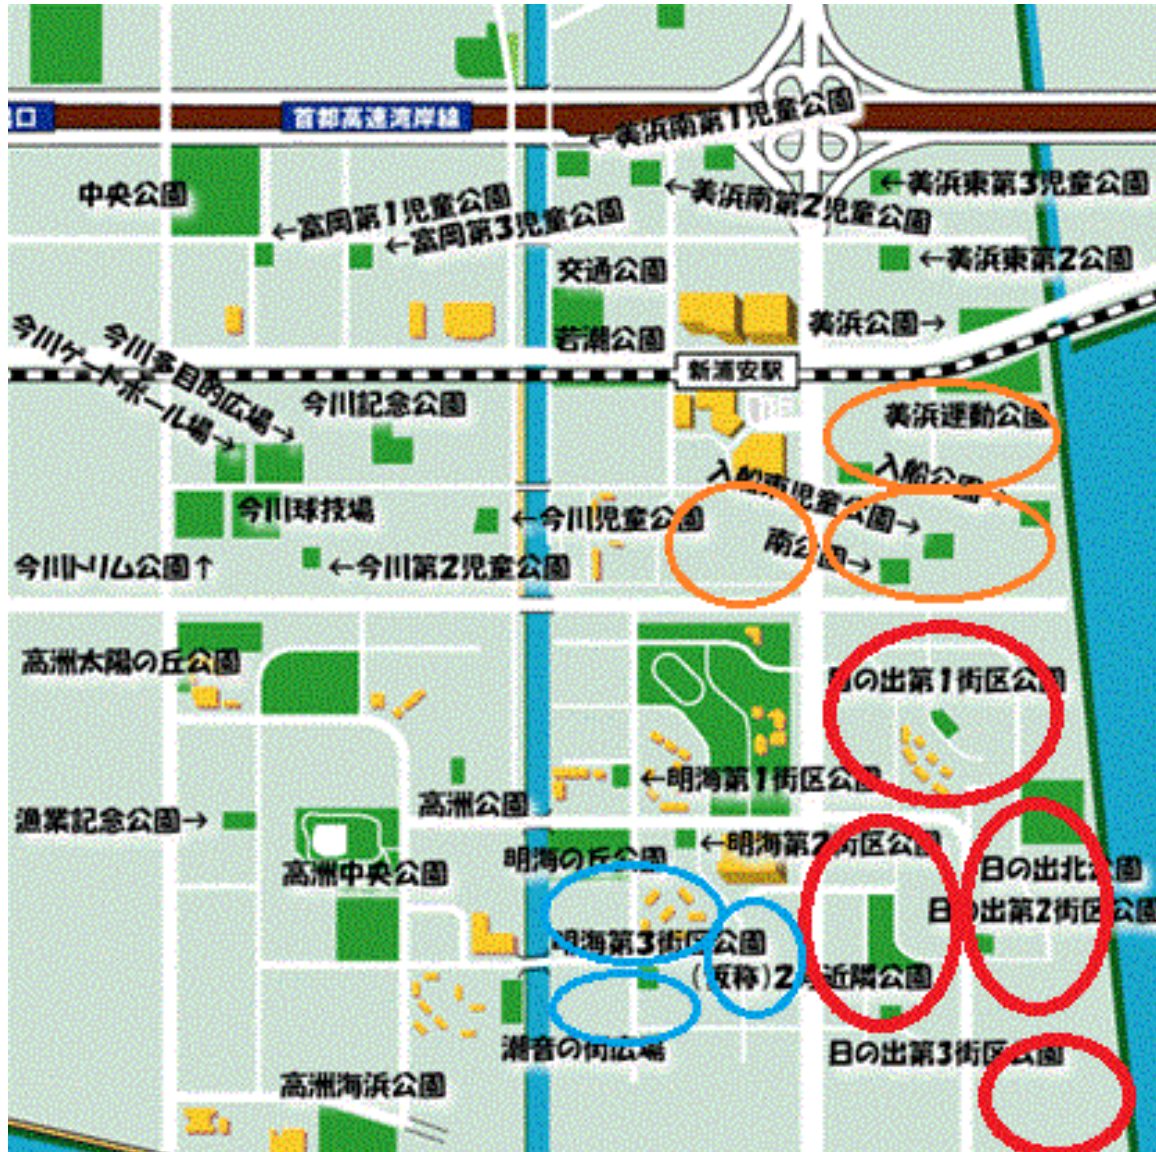 口
首都高速湾岸線
←美浜南第1児童公園
中央公園
←美浜東第3児童公園
←富岡第1児童公園
←美浜南第2児童公園
←富岡第3児童公園
交通公園
←美浜東第2公園
若潮公園
美浜公園→
新浦安駅
今川多目的広場→
今川ゲートボール場→
今川記念公園
美浜運動公園
入船公園→
入船東児童公園→
今川球技場
←今川児童公園
南公園→
今川トリム公園↑
←今川第2児童公園
高洲太陽の丘公園
日の出第1街区公園
←明海第1街区公園
高洲公園
漁業記念公園→
←明海第2街区公園
明海の丘公園
高洲中央公園
日の出北公園
日の出第2街区公園
明海第3街区公園
(仮称)2号近隣公園
潮音の街広場
日の出第3街区公園
高洲海浜公園